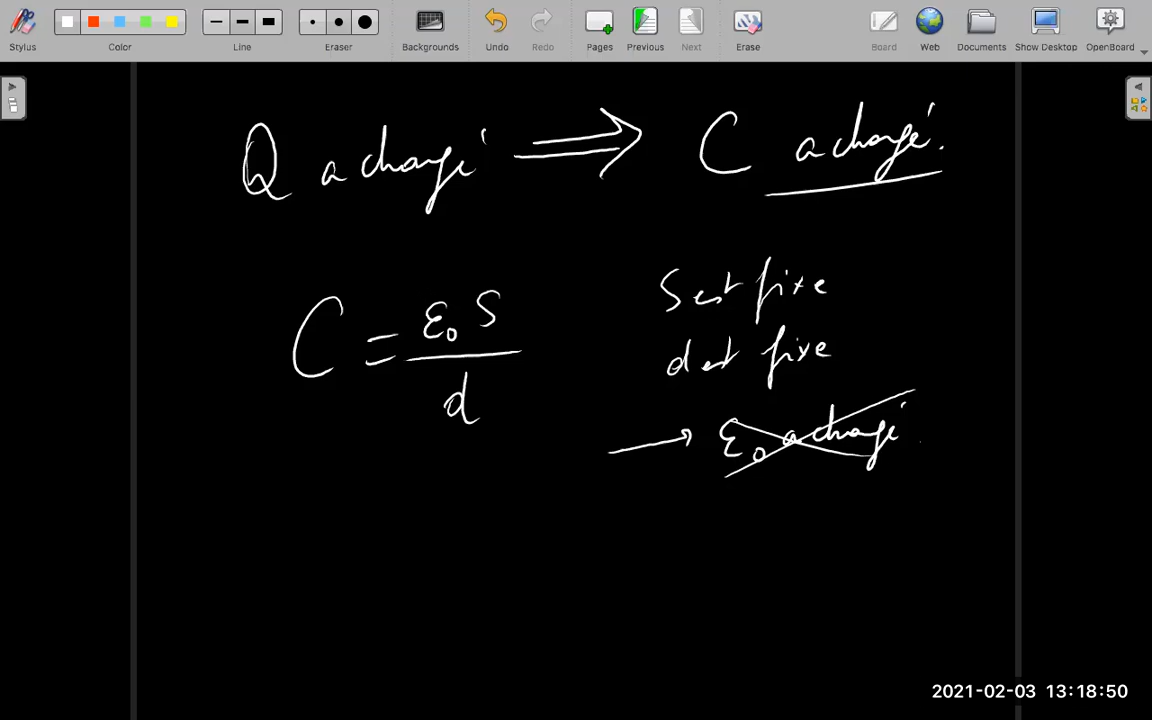 Stylus
Color
Line
Eraser
Backgrounds
Undo
Redo
Pages
Previous
Next
Erase
Board
Web
Documents
Show Desktop
OpenBoard
Q a changé ⟹ C a changé.
C = ε₀ S / d
S est fixe
d est fixe
→ ε₀ a changé
2021-02-03 13:18:50